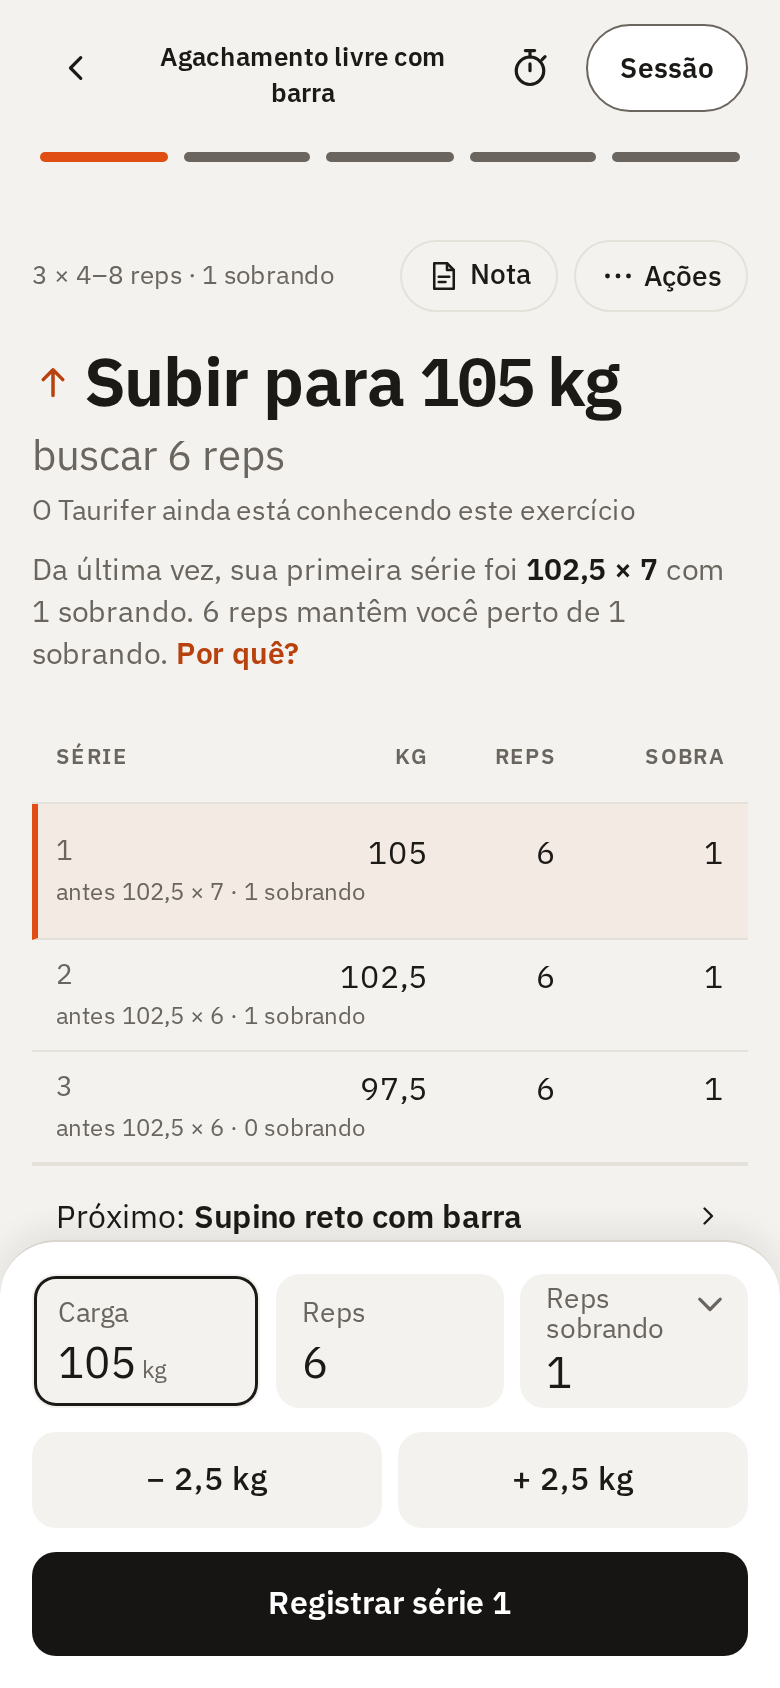 Agachamento livre com
barra
Sessão
3 × 4–8 reps · 1 sobrando
Nota
Ações
Subir para 105 kg
buscar 6 reps
O Taurifer ainda está conhecendo este exercício
Da última vez, sua primeira série foi 102,5 × 7 com
1 sobrando. 6 reps mantêm você perto de 1
sobrando. Por quê?
SÉRIE KG REPS SOBRA
1 105 6 1
antes 102,5 × 7 · 1 sobrando
2 102,5 6 1
antes 102,5 × 6 · 1 sobrando
3 97,5 6 1
antes 102,5 × 6 · 0 sobrando
Próximo: Supino reto com barra
Carga
105 kg
Reps
6
Reps
sobrando
1
− 2,5 kg
+ 2,5 kg
Registrar série 1